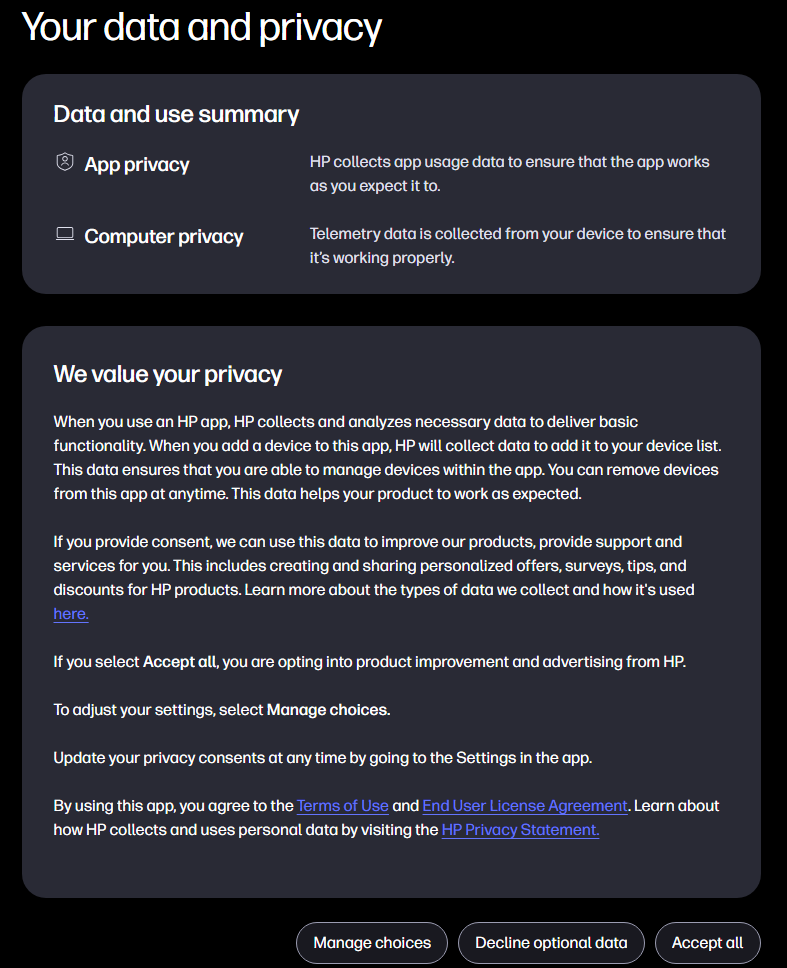 Your data and privacy
Data and use summary
App privacy
HP collects app usage data to ensure that the app works
as you expect it to.
Computer privacy
Telemetry data is collected from your device to ensure that
it's working properly.
We value your privacy
When you use an HP app, HP collects and analyzes necessary data to deliver basic
functionality. When you add a device to this app, HP will collect data to add it to your device list.
This data ensures that you are able to manage devices within the app. You can remove devices
from this app at anytime. This data helps your product to work as expected.
If you provide consent, we can use this data to improve our products, provide support and
services for you. This includes creating and sharing personalized offers, surveys, tips, and
discounts for HP products. Learn more about the types of data we collect and how it's used
here.
If you select Accept all, you are opting into product improvement and advertising from HP.
To adjust your settings, select Manage choices.
Update your privacy consents at any time by going to the Settings in the app.
By using this app, you agree to the Terms of Use and End User License Agreement. Learn about
how HP collects and uses personal data by visiting the HP Privacy Statement.
Manage choices
Decline optional data
Accept all